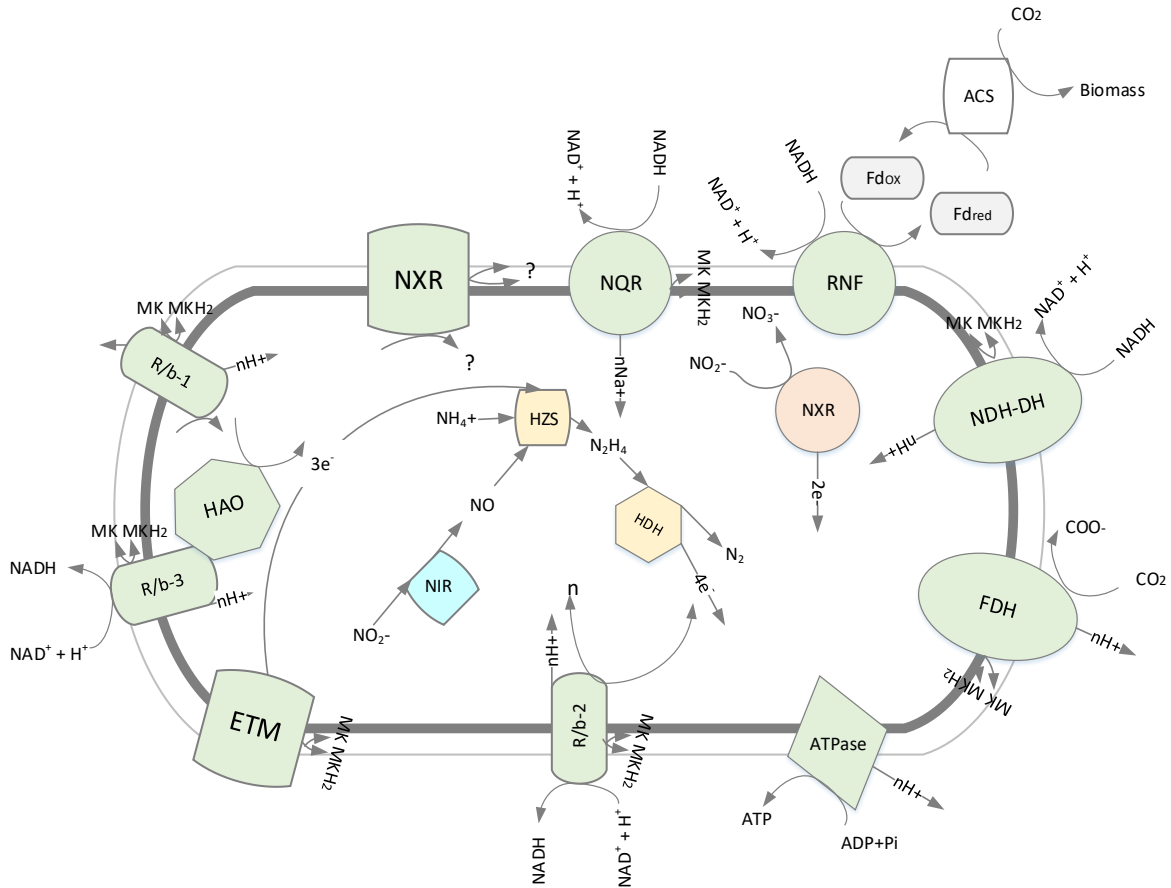 CO2
ACS
Biomass
NAD+ + H+
NADH
NADH
NAD+ + H+
FdOX
Fdred
NXR
?
NQR
MK MKH2
RNF
NAD+ + H+
NADH
MK MKH2
NO3-
MK MKH2
?
nNa+
NO2-
R/b-1
nH+
NXR
NDH-DH
NH4+
HZS
N2H4
nH+
3e-
2e-
HAO
NO
HDH
N2
MK MKH2
COO-
NADH
R/b-3
nH+
NIR
4e-
n
CO2
FDH
NO2-
nH+
nH+
NAD+ + H+
MK MKH2
ETM
MK MKH2
R/b-2
MK MKH2
ATPase
nH+
ATP
ADP+Pi
NADH
NAD+ + H+